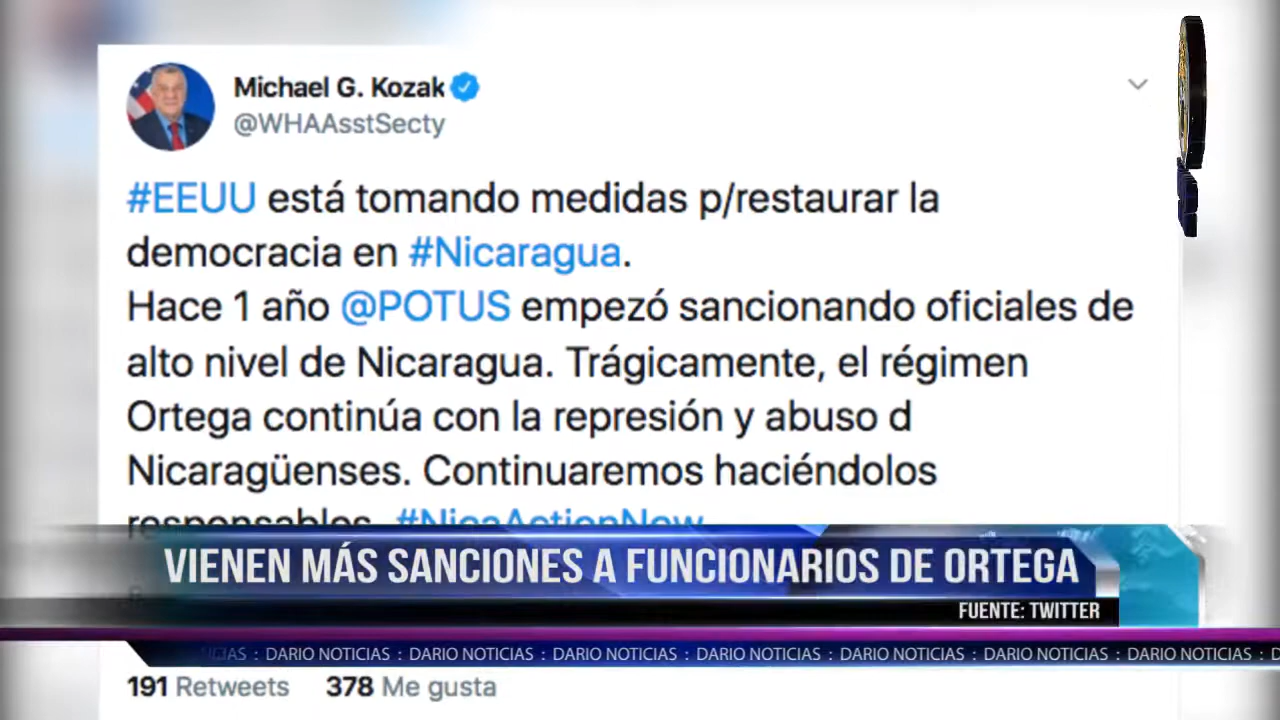 Michael G. Kozak
@WHAAsstSecty
#EEUU está tomando medidas p/restaurar la
democracia en #Nicaragua.
Hace 1 año @POTUS empezó sancionando oficiales de
alto nivel de Nicaragua. Trágicamente, el régimen
Ortega continúa con la represión y abuso d
Nicaragüenses. Continuaremos haciéndolos
responsables. #NicaActionNow
VIENEN MÁS SANCIONES A FUNCIONARIOS DE ORTEGA
FUENTE: TWITTER
CIAS : DARIO NOTICIAS : DARIO NOTICIAS : DARIO NOTICIAS : DARIO NOTICIAS : DARIO NOTICIAS : DARIO NOTICIAS : DARIO NOTICIAS : D
191 Retweets 378 Me gusta